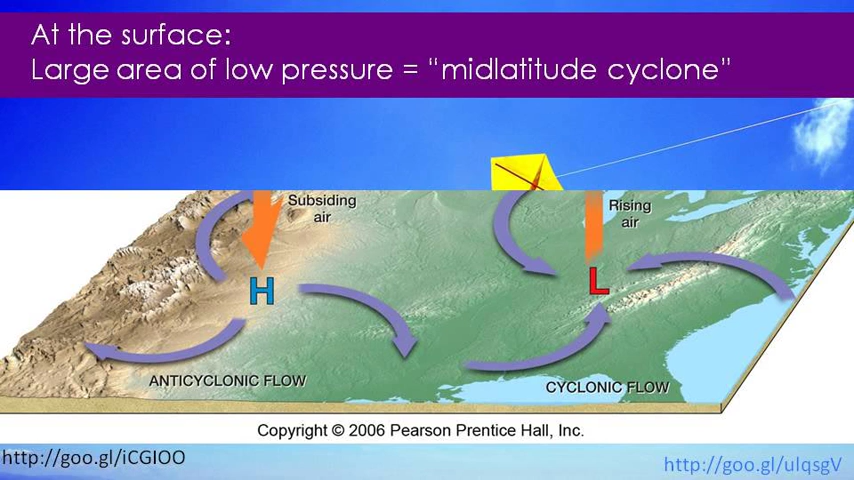 At the surface:
Large area of low pressure = “midlatitude cyclone”
Subsiding
air
Rising
air
H
L
ANTICYCLONIC FLOW
CYCLONIC FLOW
Copyright © 2006 Pearson Prentice Hall, Inc.
http://goo.gl/iCGIOO
http://goo.gl/ulqsgV